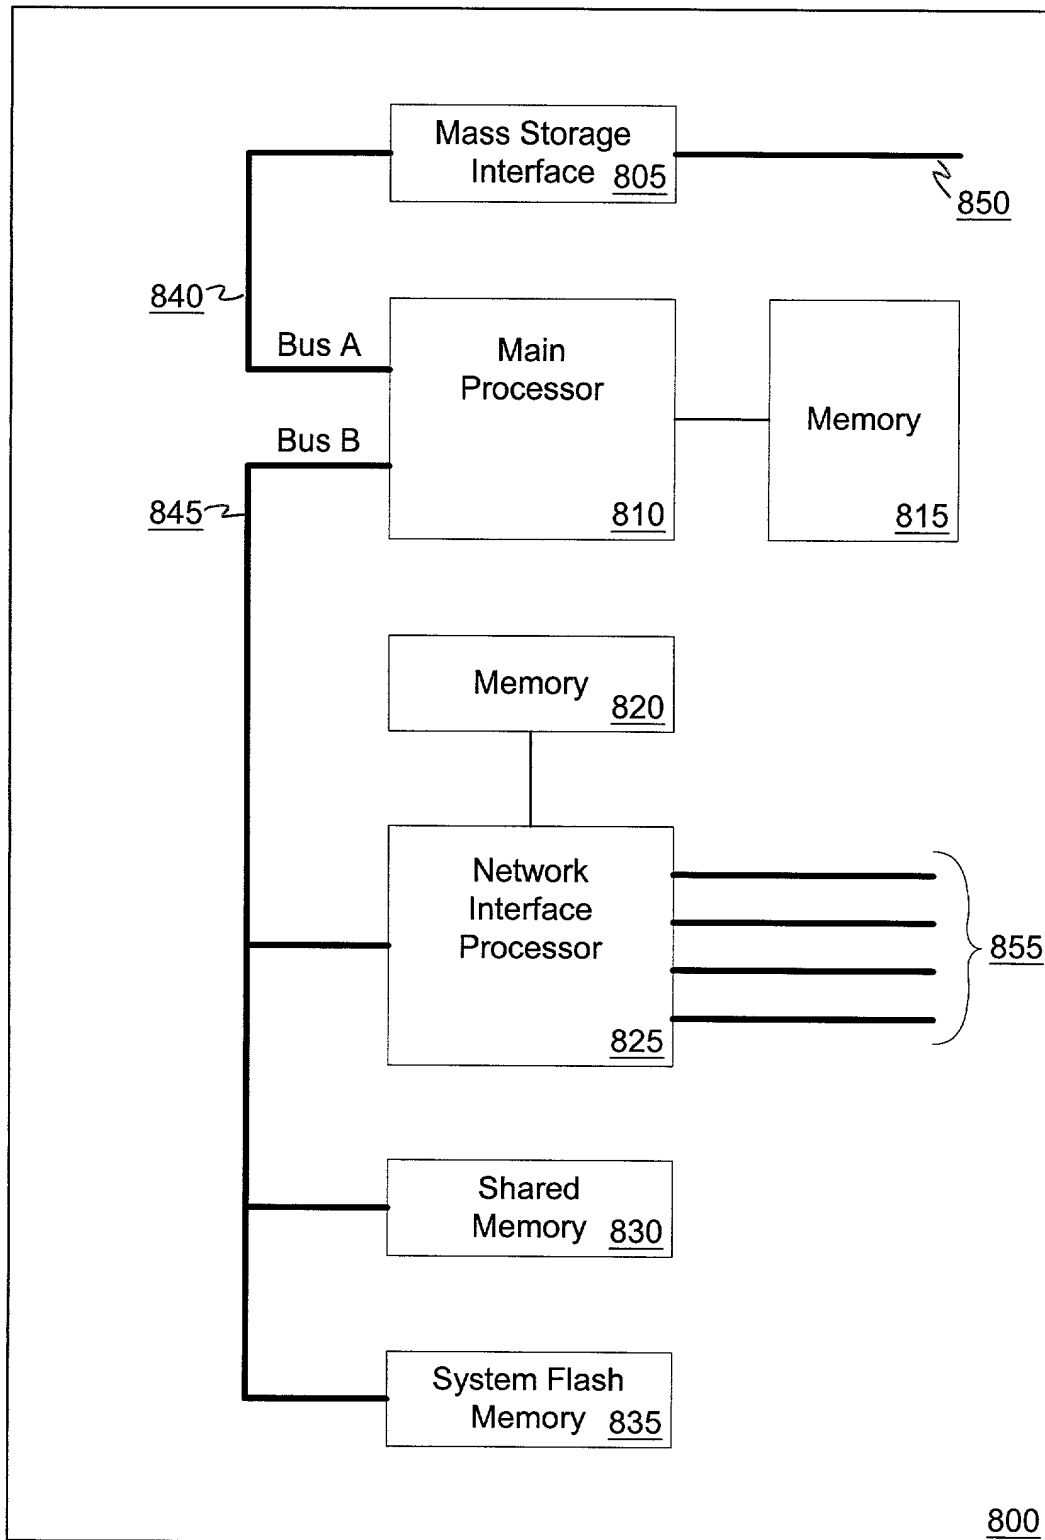 Mass Storage
Interface 805
850
840
Bus A
Main
Processor
810
Memory
815
Bus B
845
Memory
820
Network
Interface
Processor
825
855
Shared
Memory 830
System Flash
Memory 835
800